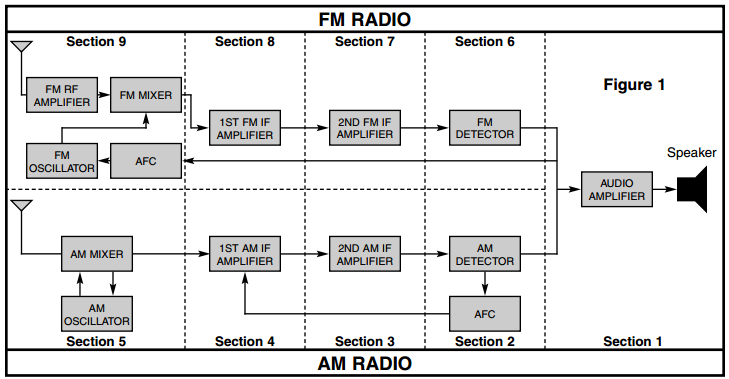 FM RADIO
Section 9
Section 8
Section 7
Section 6
Figure 1
FM RF
AMPLIFIER
FM MIXER
1ST FM IF
AMPLIFIER
2ND FM IF
AMPLIFIER
FM
DETECTOR
FM
OSCILLATOR
AFC
Speaker
AUDIO
AMPLIFIER
AM MIXER
1ST AM IF
AMPLIFIER
2ND AM IF
AMPLIFIER
AM
DETECTOR
AM
OSCILLATOR
AFC
Section 5
Section 4
Section 3
Section 2
Section 1
AM RADIO